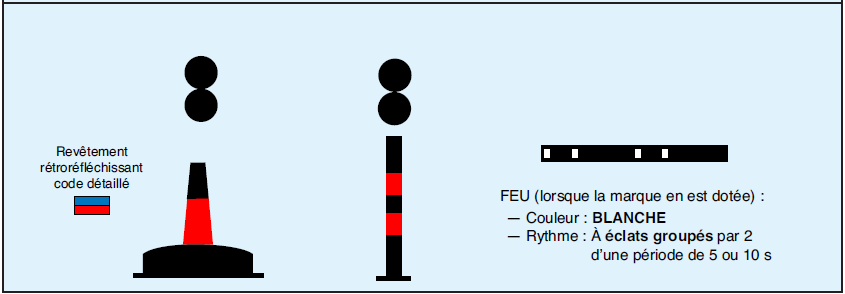 Revêtement
rétroréfléchissant
code détaillé
FEU (lorsque la marque en est dotée) :
— Couleur : BLANCHE
— Rythme : À éclats groupés par 2
d'une période de 5 ou 10 s